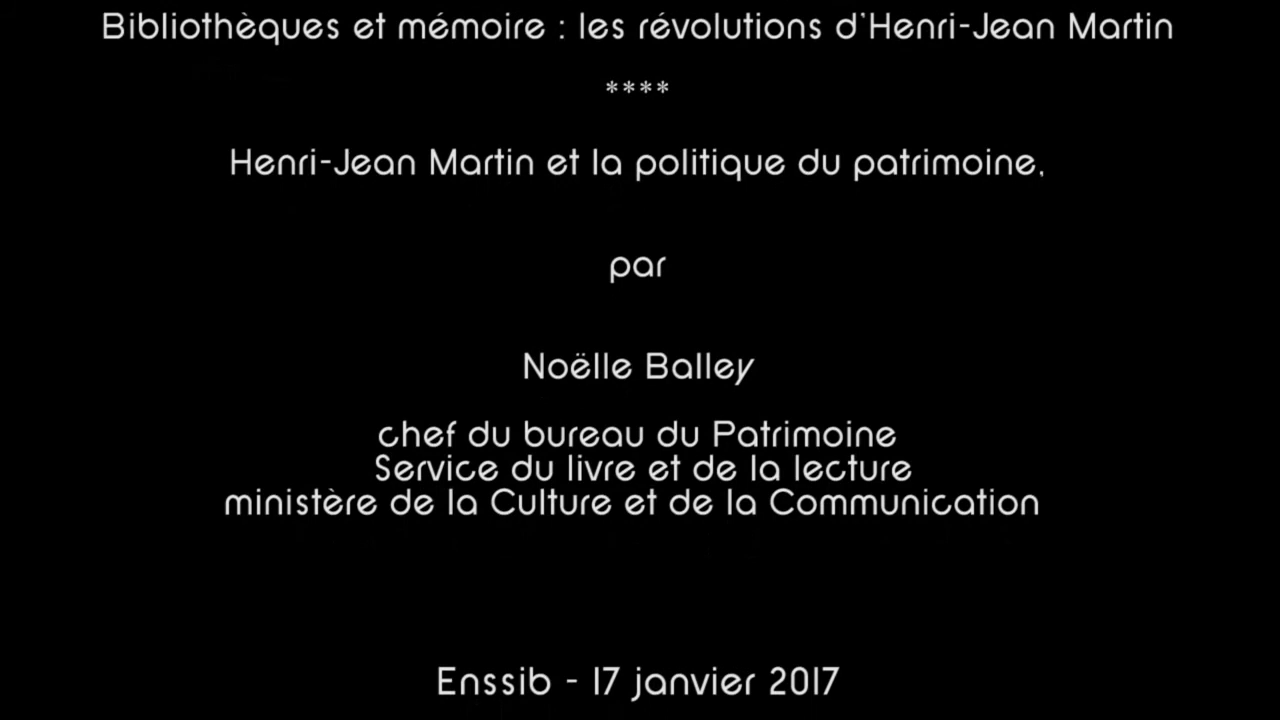 Bibliothèques et mémoire : les révolutions d'Henri-Jean Martin
****
Henri-Jean Martin et la politique du patrimoine,
par
Noëlle Balley
chef du bureau du Patrimoine
Service du livre et de la lecture
ministère de la Culture et de la Communication
Enssib - 17 janvier 2017